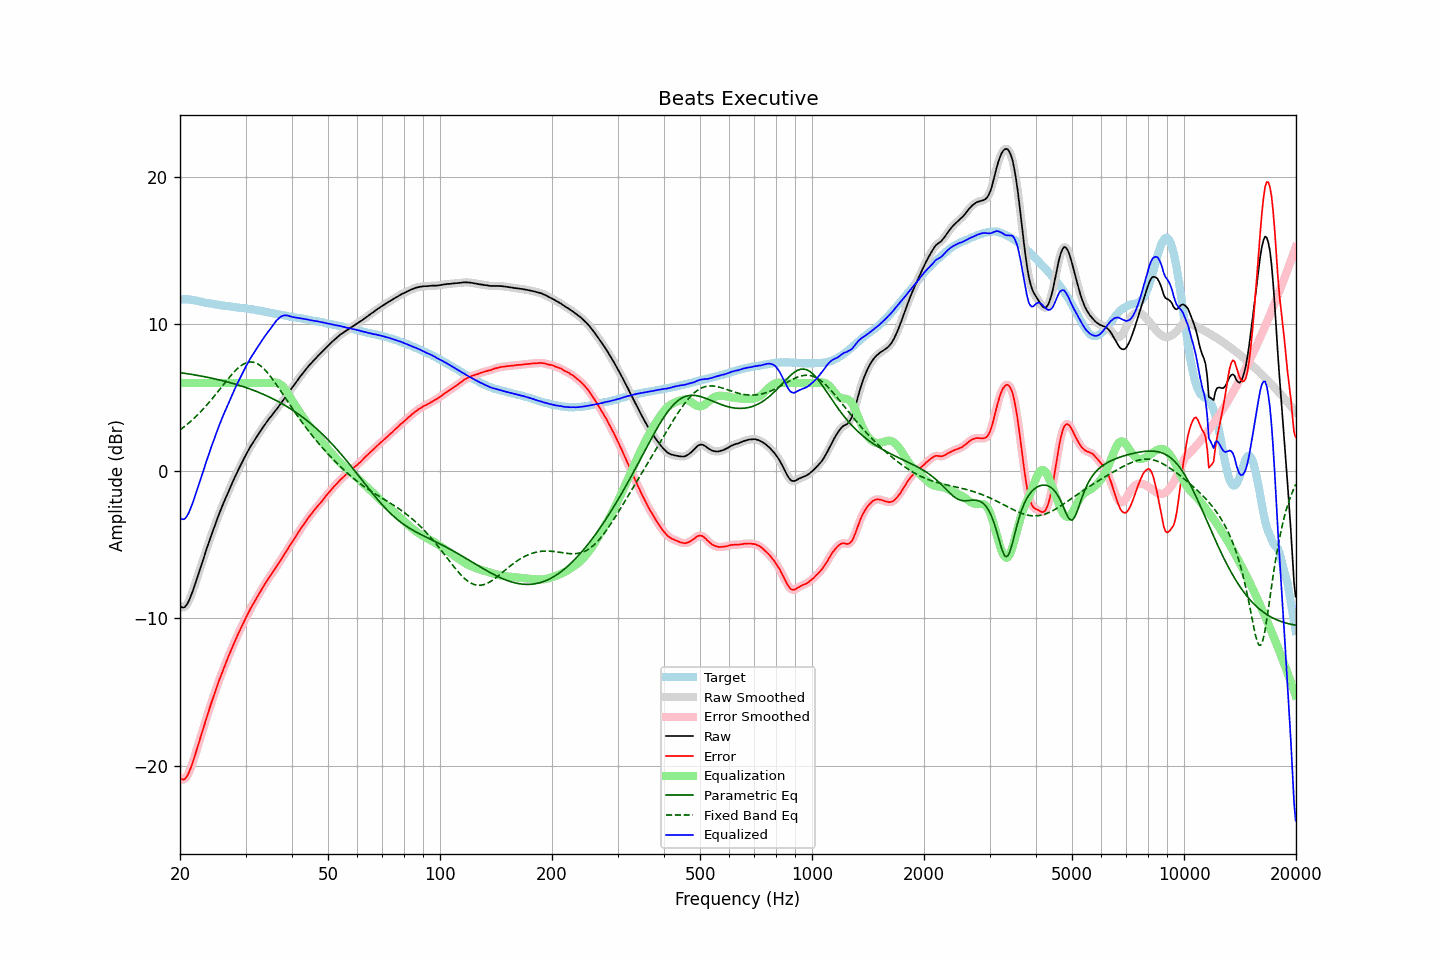 Beats Executive
Amplitude (dBr)
20
10
0
−10
−20
Target
Raw Smoothed
Error Smoothed
Raw
Error
Equalization
Parametric Eq
Fixed Band Eq
Equalized
20 50 100 200 500 1000 2000 5000 10000 20000
Frequency (Hz)